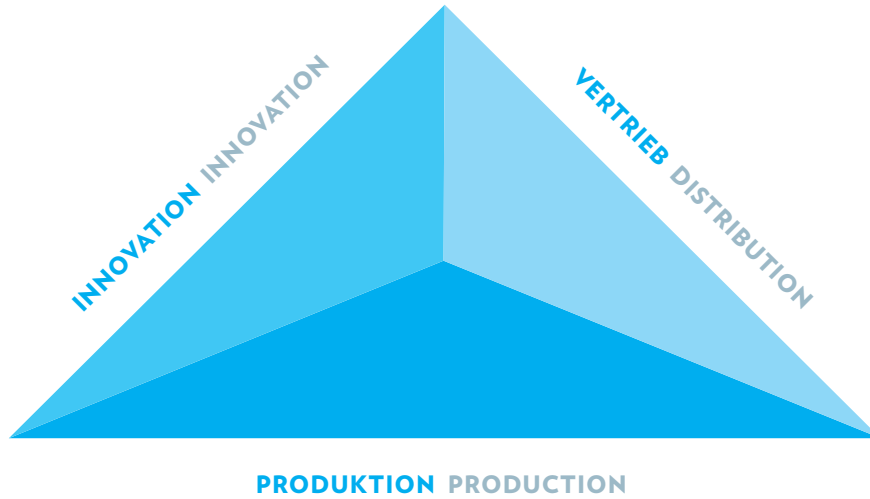 INNOVATION INNOVATION
VERTRIEB DISTRIBUTION
PRODUKTION PRODUCTION